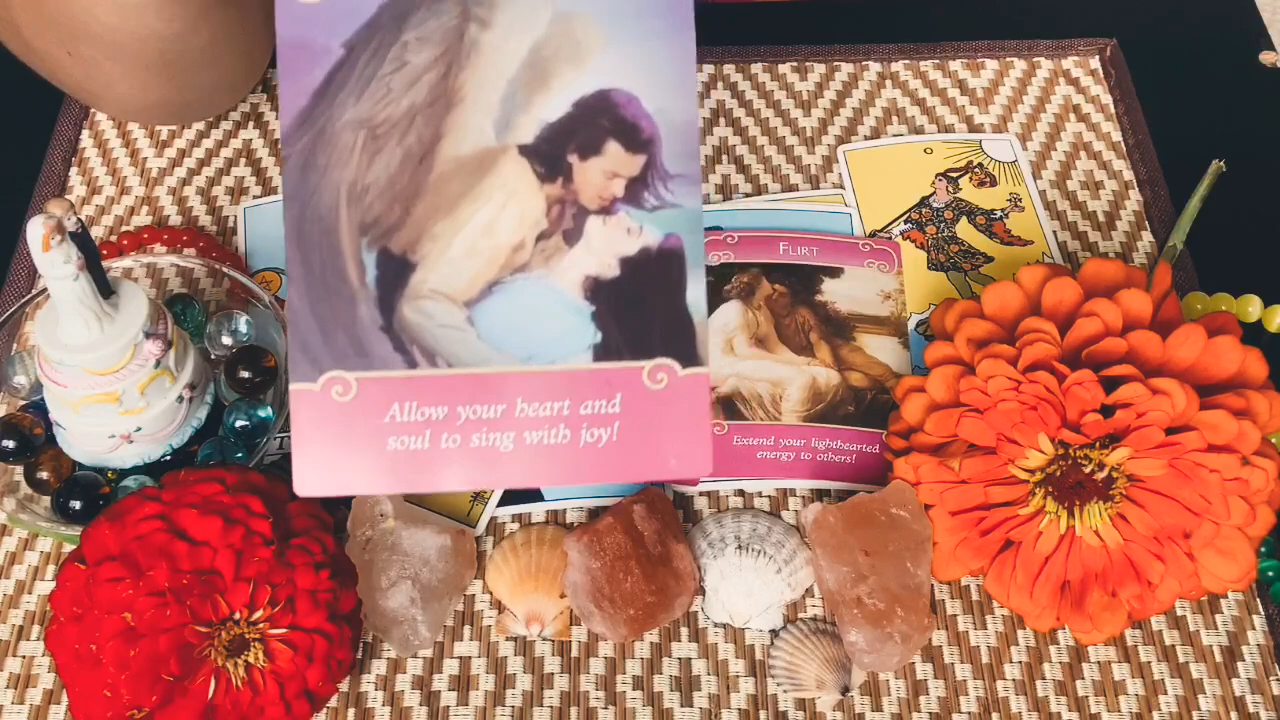 Allow your heart and
soul to sing with joy!
FLIRT
Extend your lighthearted
energy to others!